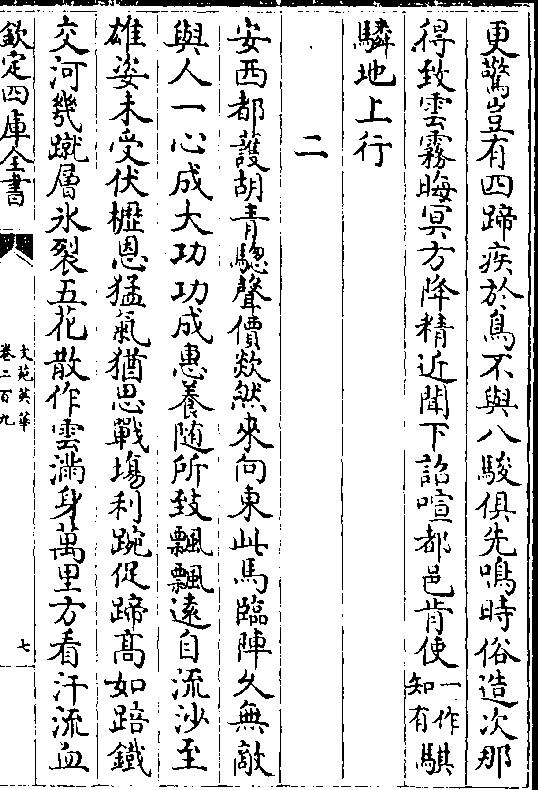 更驚豈有四蹄疾於鳥不與八駿俱先鳴時俗造次那
得致雲霧晦冥方降精近聞下詔喧都邑肯使一作知有騏
驎地上行
二
安西都護胡青驄聲價歘然來向東此馬臨陣久無敵
與人一心成大功功成惠養随所致飄飄逺自流沙至
雄姿未受伏櫪恩猛氣猶思戰塲利踠促蹄髙如踣鐵
交河幾蹴層氷裂五花散作雲滿身萬里方看汗流血
欽定四庫全書
文苑英華
卷二百九
七